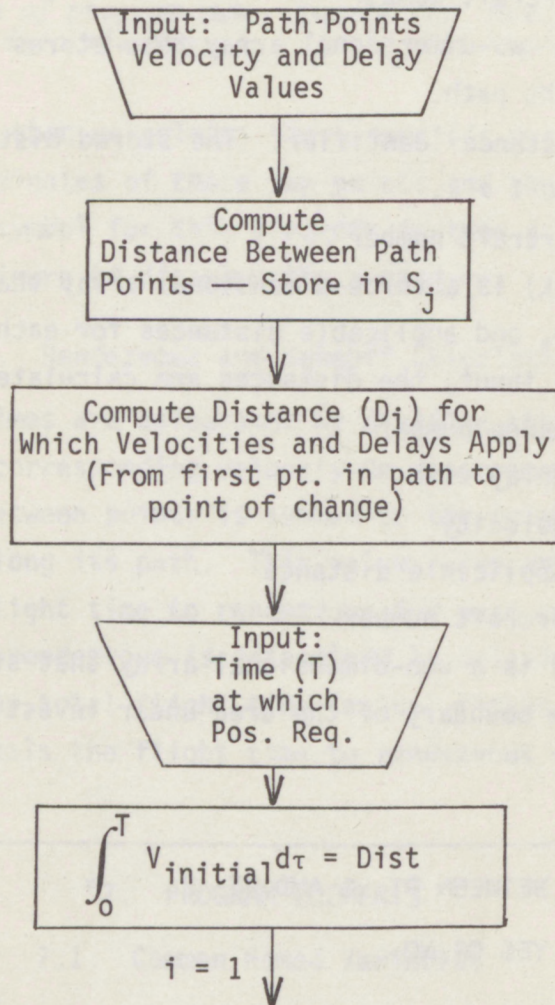 Input: Path-Points
Velocity and Delay
Values
Compute
Distance Between Path
Points - Store in Sj
Compute Distance (Di) for
Which Velocities and Delays Apply
(From first pt. in path to
point of change)
Input:
Time (T)
at which
Pos. Req.
∫₀ᵀ Vinitial dτ = Dist
i = 1